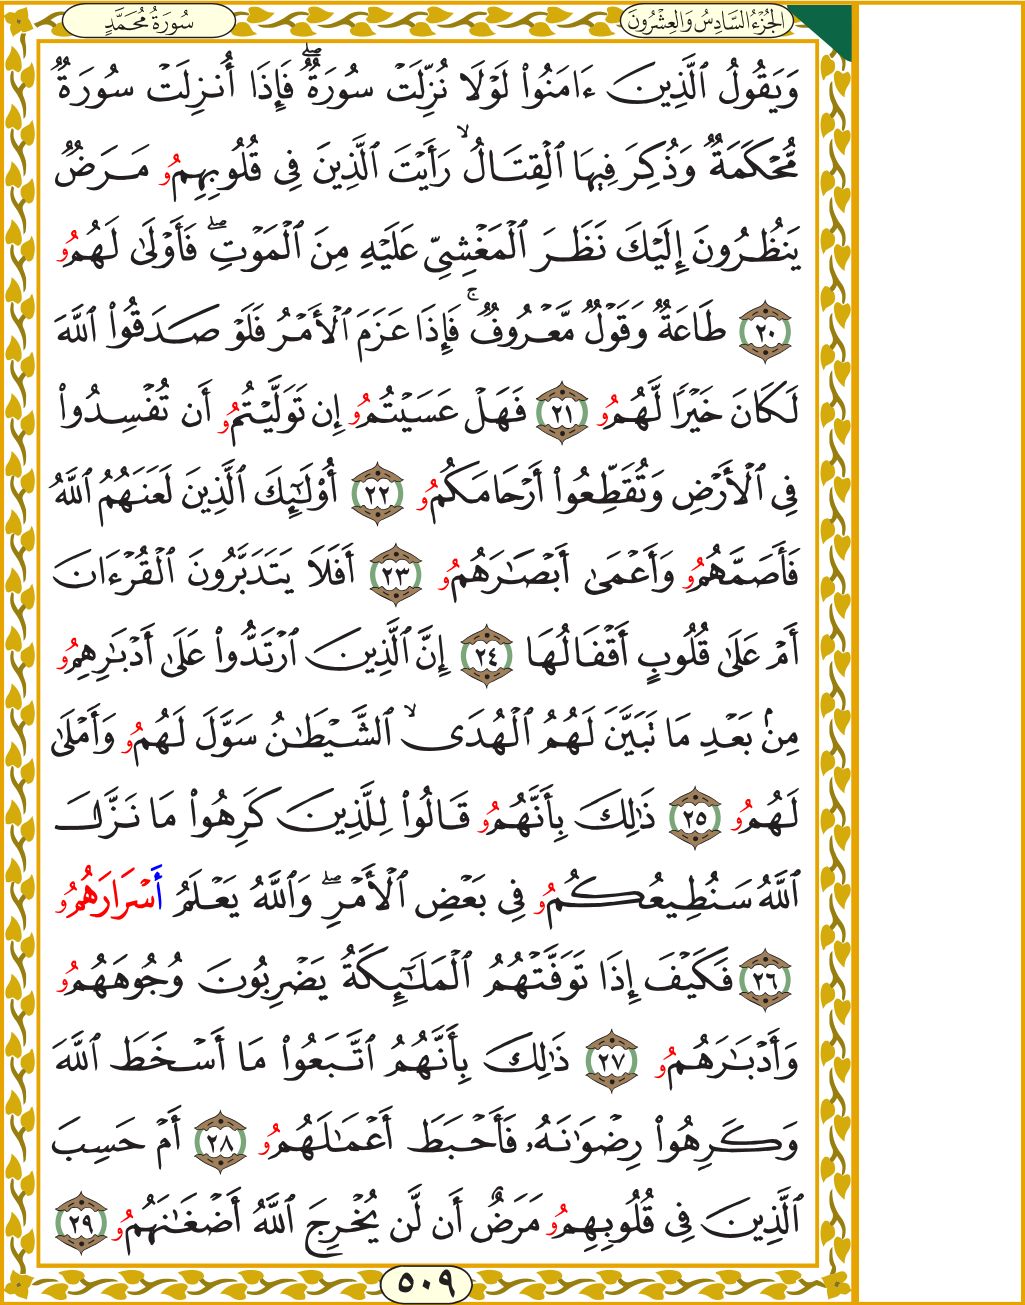 الجُزْءُ السَّادِسُ وَالعِشْرُونَ
سُورَةُ مُحَمَّدٍ
وَيَقُولُ ٱلَّذِينَ ءَامَنُوا۟ لَوْلَا نُزِّلَتْ سُورَةٌۖ فَإِذَا أُنزِلَتْ سُورَةٌ
مُّحْكَمَةٌ وَذُكِرَ فِيهَا ٱلْقِتَالُۙ رَأَيْتَ ٱلَّذِينَ فِى قُلُوبِهِمُو مَرَضٌ
يَنظُرُونَ إِلَيْكَ نَظَرَ ٱلْمَغْشِىِّ عَلَيْهِ مِنَ ٱلْمَوْتِۖ فَأَوْلَىٰ لَهُمُو
٢٠ طَاعَةٌ وَقَوْلٌ مَّعْرُوفٌۚ فَإِذَا عَزَمَ ٱلْأَمْرُ فَلَوْ صَدَقُوا۟ ٱللَّهَ
لَكَانَ خَيْرًا لَّهُمُو ٢١ فَهَلْ عَسَيْتُمُو إِن تَوَلَّيْتُمُو أَن تُفْسِدُوا۟
فِى ٱلْأَرْضِ وَتُقَطِّعُوا۟ أَرْحَامَكُمُو ٢٢ أُو۟لَـٰٓئِكَ ٱلَّذِينَ لَعَنَهُمُ ٱللَّهُ
فَأَصَمَّهُمُو وَأَعْمَىٰ أَبْصَـٰرَهُمُو ٢٣ أَفَلَا يَتَدَبَّرُونَ ٱلْقُرْءَانَ
أَمْ عَلَىٰ قُلُوبٍ أَقْفَالُهَا ٢٤ إِنَّ ٱلَّذِينَ ٱرْتَدُّوا۟ عَلَىٰ أَدْبَـٰرِهِمُو
مِنۢ بَعْدِ مَا تَبَيَّنَ لَهُمُ ٱلْهُدَىۙ ٱلشَّيْطَـٰنُ سَوَّلَ لَهُمُو وَأَمْلَىٰ
لَهُمُو ٢٥ ذَٰلِكَ بِأَنَّهُمُو قَالُوا۟ لِلَّذِينَ كَرِهُوا۟ مَا نَزَّلَ
ٱللَّهُ سَنُطِيعُكُمُو فِى بَعْضِ ٱلْأَمْرِۖ وَٱللَّهُ يَعْلَمُ أَسْرَارَهُمُو
٢٦ فَكَيْفَ إِذَا تَوَفَّتْهُمُ ٱلْمَلَـٰٓئِكَةُ يَضْرِبُونَ وُجُوهَهُمُو
وَأَدْبَـٰرَهُمُو ٢٧ ذَٰلِكَ بِأَنَّهُمُ ٱتَّبَعُوا۟ مَا أَسْخَطَ ٱللَّهَ
وَكَرِهُوا۟ رِضْوَٰنَهُۥ فَأَحْبَطَ أَعْمَـٰلَهُمُو ٢٨ أَمْ حَسِبَ
ٱلَّذِينَ فِى قُلُوبِهِمُو مَرَضٌ أَن لَّن يُخْرِجَ ٱللَّهُ أَضْغَـٰنَهُمُو ٢٩
٥٠٩